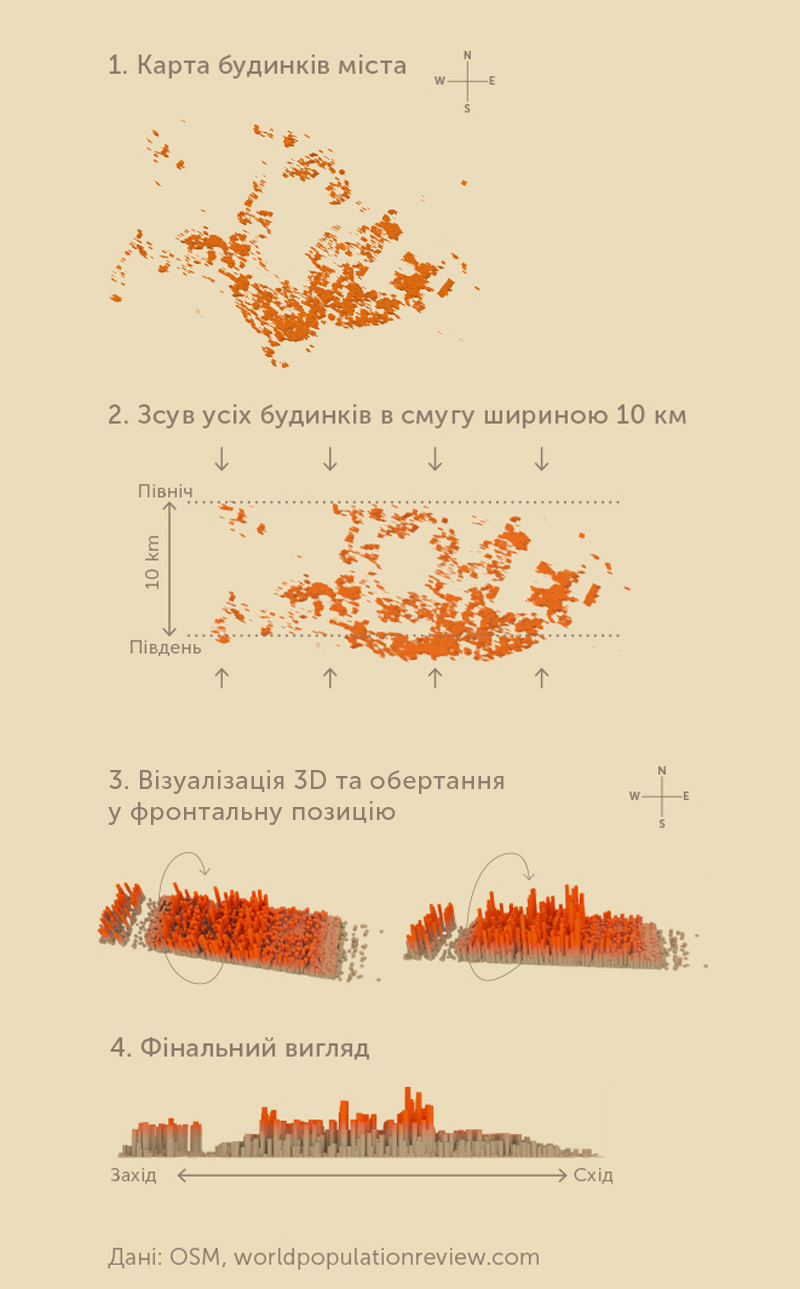 1. Карта будинків міста
N
W E
S
2. Зсув усіх будинків в смугу шириною 10 км
Північ
10 km
Південь
3. Візуалізація 3D та обертання
у фронтальну позицію
N
W E
S
4. Фінальний вигляд
Захід Схід
Дані: OSM, worldpopulationreview.com